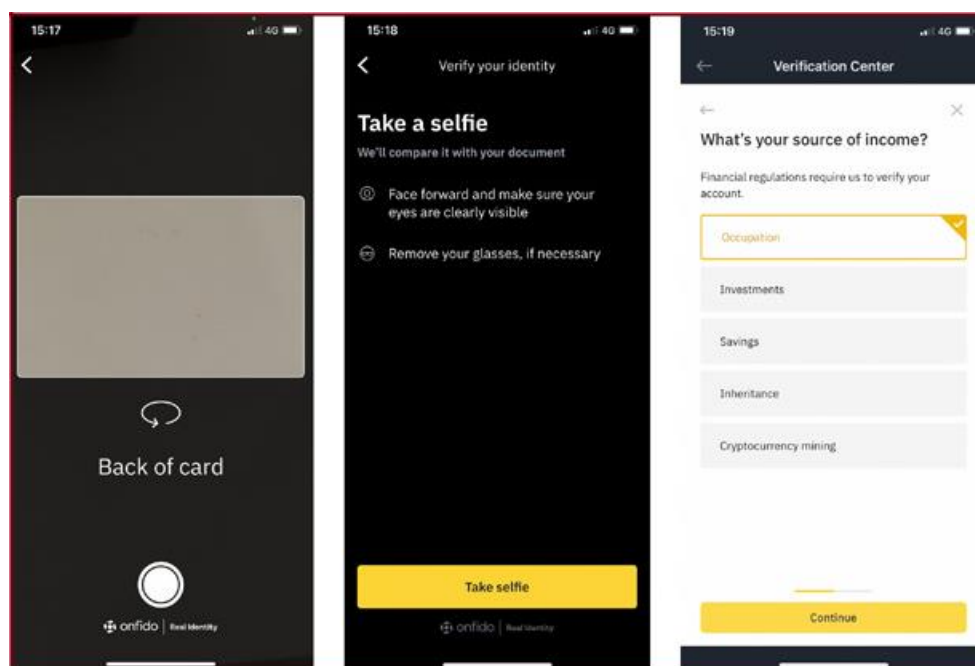 15:17
4G
Back of card
onfido | Real Identity
15:18
4G
Verify your identity
Take a selfie
We'll compare it with your document
Face forward and make sure your
eyes are clearly visible
Remove your glasses, if necessary
Take selfie
onfido | Real Identity
15:19
4G
Verification Center
What's your source of income?
Financial regulations require us to verify your
account.
Occupation
Investments
Savings
Inheritance
Cryptocurrency mining
Continue